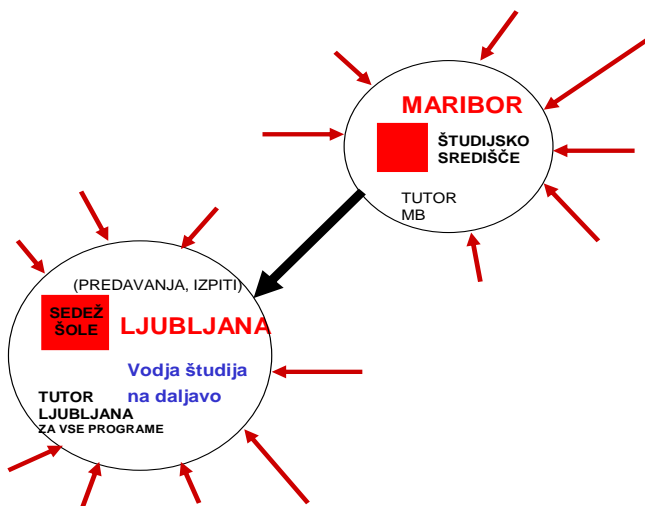 MARIBOR
ŠTUDIJSKO
SREDIŠČE
TUTOR
MB
(PREDAVANJA, IZPITI)
SEDEŽ
ŠOLE
LJUBLJANA
Vodja študija
na daljavo
TUTOR
LJUBLJANA
ZA VSE PROGRAME